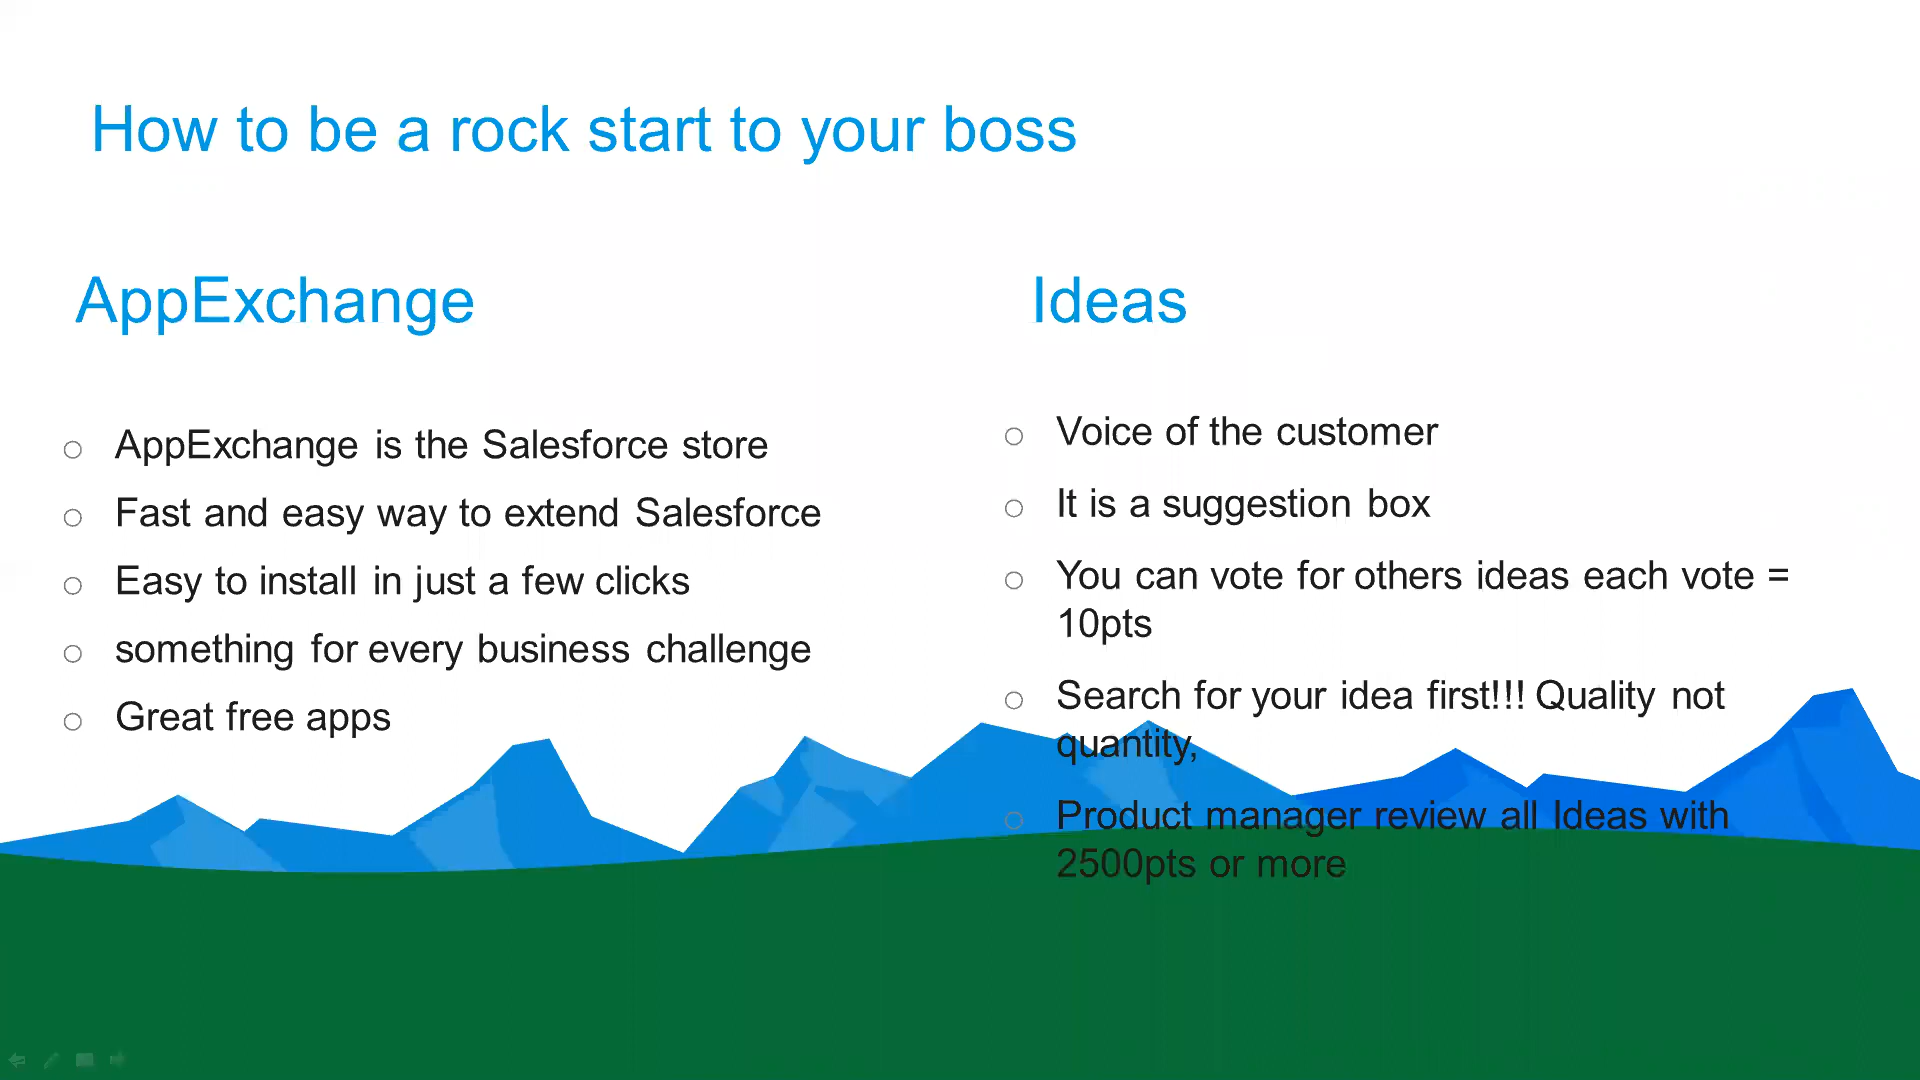 How to be a rock start to your boss
AppExchange
AppExchange is the Salesforce store
Fast and easy way to extend Salesforce
Easy to install in just a few clicks
something for every business challenge
Great free apps
Ideas
Voice of the customer
It is a suggestion box
You can vote for others ideas each vote =
10pts
Search for your idea first!!! Quality not
quantity,
Product manager review all Ideas with
2500pts or more